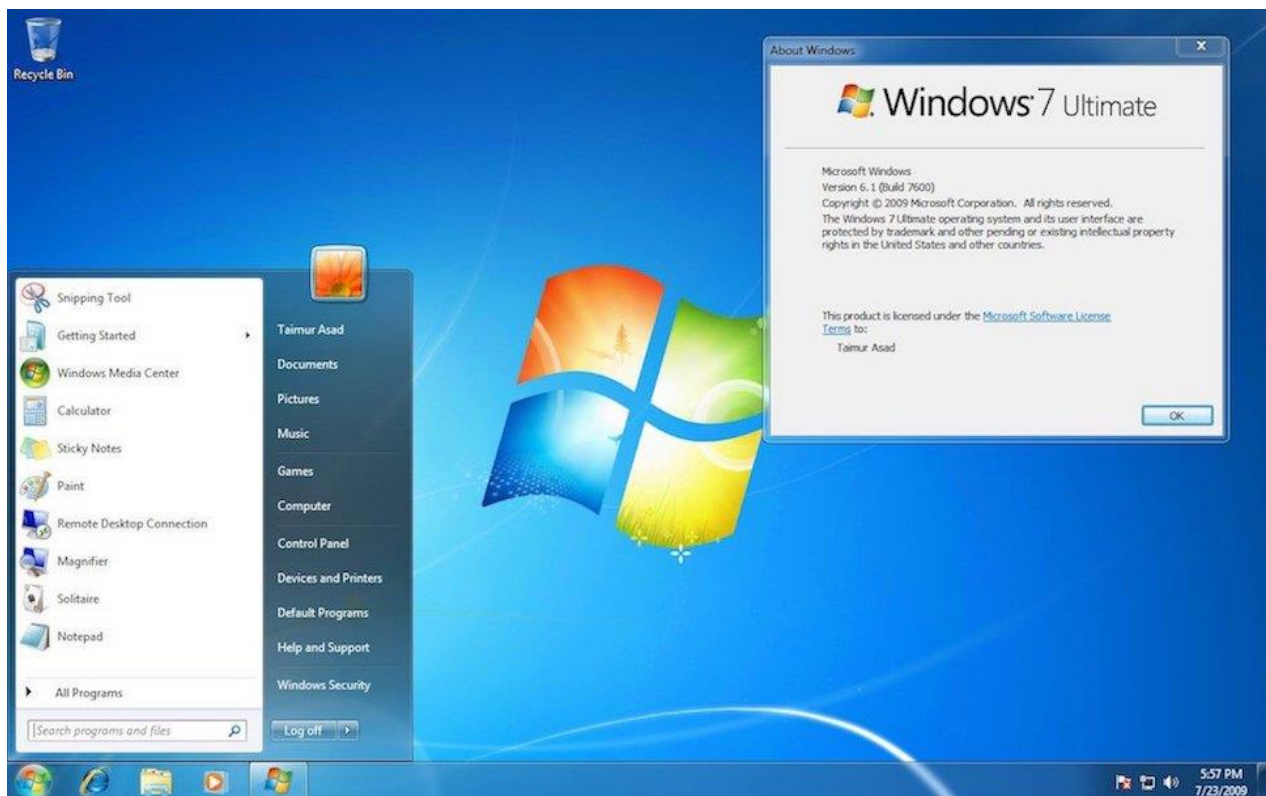 Recycle Bin
About Windows
Windows 7 Ultimate
Microsoft Windows
Version 6.1 (Build 7600)
Copyright © 2009 Microsoft Corporation.  All rights reserved.
The Windows 7 Ultimate operating system and its user interface are
protected by trademark and other pending or existing intellectual property
rights in the United States and other countries.
This product is licensed under the Microsoft Software License
Terms to:
Taimur Asad
OK
Snipping Tool
Getting Started
Windows Media Center
Calculator
Sticky Notes
Paint
Remote Desktop Connection
Magnifier
Solitaire
Notepad
All Programs
Search programs and files
Taimur Asad
Documents
Pictures
Music
Games
Computer
Control Panel
Devices and Printers
Default Programs
Help and Support
Windows Security
Log off
5:57 PM
7/23/2009